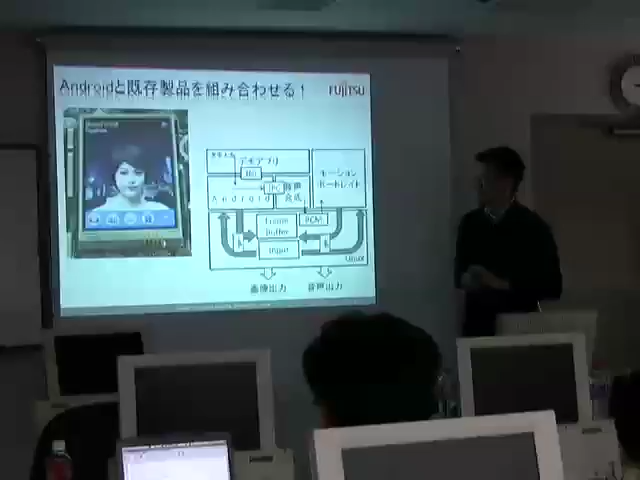 Androidと既存製品を組み合わせる!
FUJITSU
デモアプリ
モーション
ポートレイト
Android
音声
合成
Frame
Buffer
PCM
Input
Linux
画像出力
音声出力